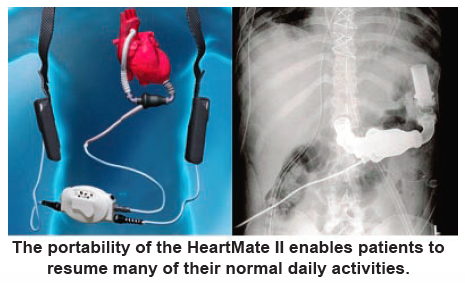 L
The portability of the HeartMate II enables patients to
resume many of their normal daily activities.